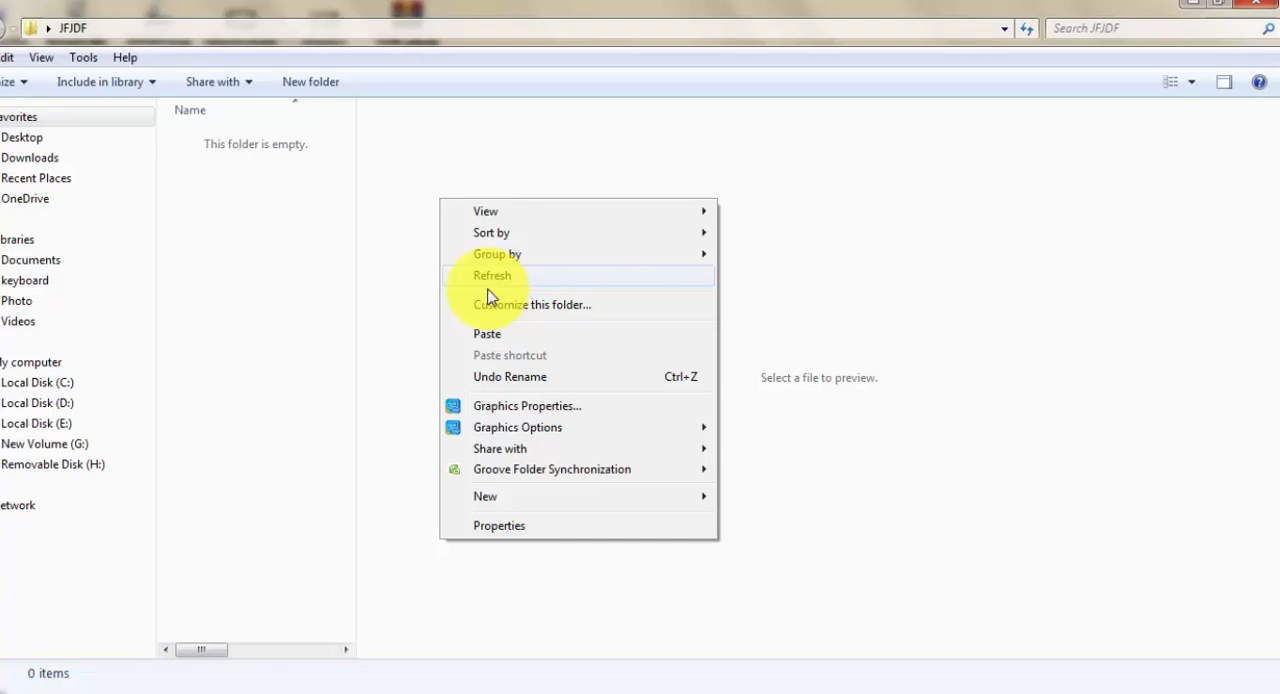 JFJDF
Search JFJDF
dit View Tools Help
ize Include in library Share with New folder
avorites
Desktop
Downloads
Recent Places
OneDrive
ibraries
Documents
keyboard
Photo
Videos
y computer
Local Disk (C:)
Local Disk (D:)
Local Disk (E:)
New Volume (G:)
Removable Disk (H:)
etwork
Name
This folder is empty.
View
Sort by
Group by
Refresh
Customize this folder...
Paste
Paste shortcut
Undo Rename Ctrl+Z
Graphics Properties...
Graphics Options
Share with
Groove Folder Synchronization
New
Properties
Select a file to preview.
0 items